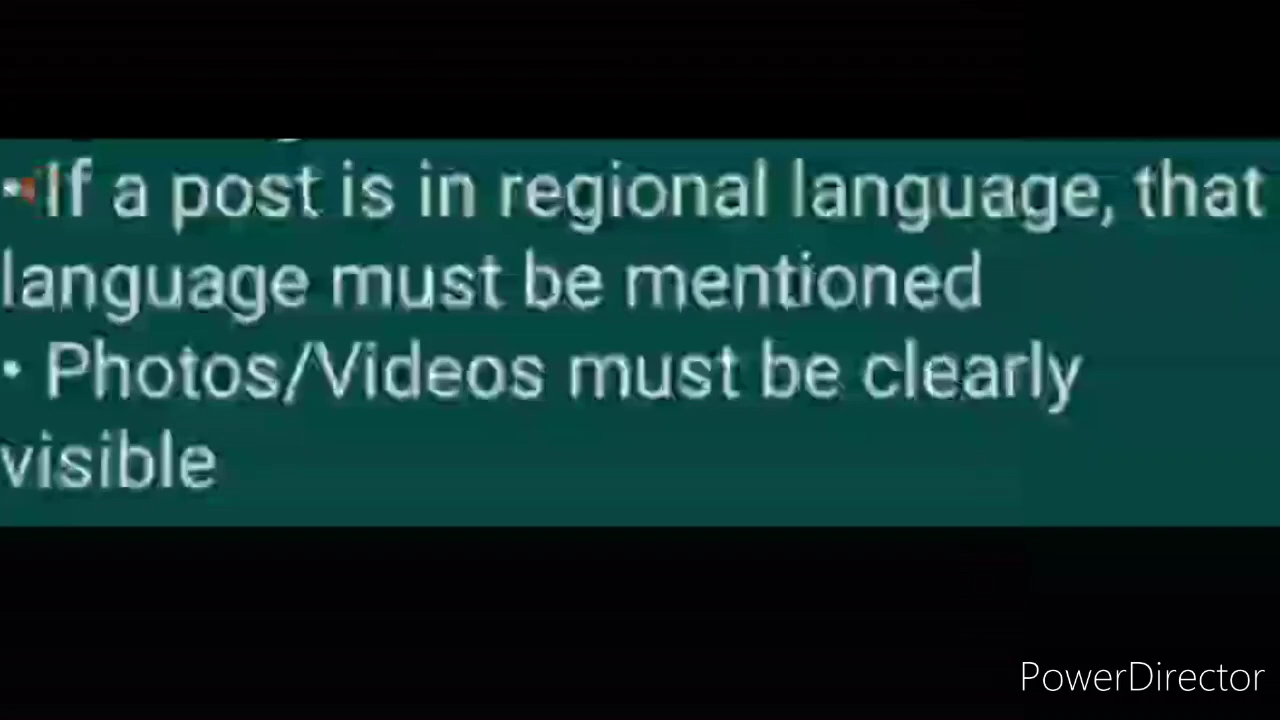 • If a post is in regional language, that
language must be mentioned
• Photos/Videos must be clearly
visible
PowerDirector